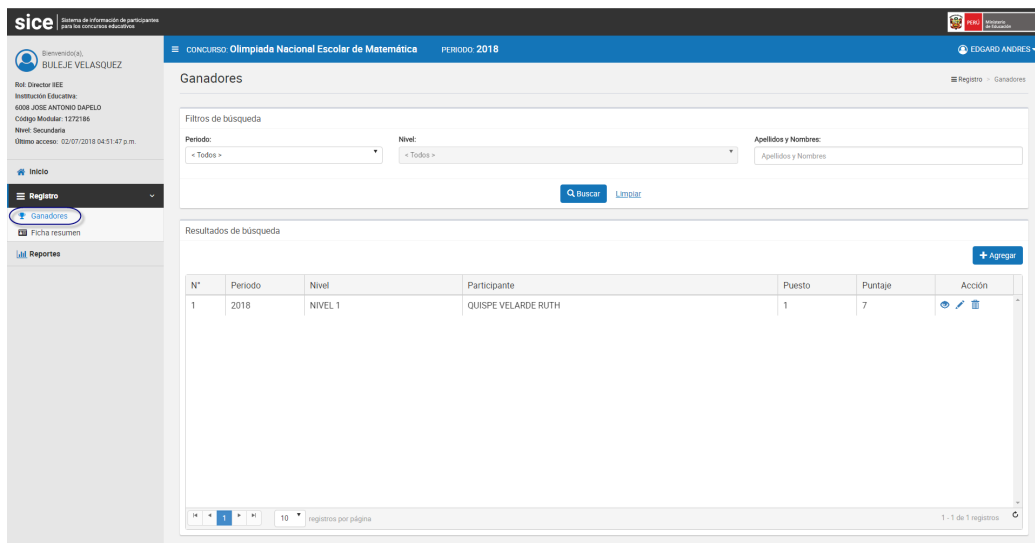 sice Sistema de información de participantes
para los concursos educativos
PERÚ Ministerio
de Educación
Bienvenido(a),
BULEJE VELASQUEZ
Rol: Director IIEE
Institución Educativa:
6008 JOSE ANTONIO DAPELO
Código Modular: 1272186
Nivel: Secundaria
Último acceso: 02/07/2018 04:51:47 p.m.
Inicio
Registro
Ganadores
Ficha resumen
Reportes
CONCURSO: Olimpiada Nacional Escolar de Matemática PERIODO: 2018
EDGARD ANDRES
Ganadores
Registro > Ganadores
Filtros de búsqueda
Periodo: Nivel: Apellidos y Nombres:
< Todos > < Todos > Apellidos y Nombres
Buscar Limpiar
Resultados de búsqueda
+ Agregar
N° Periodo Nivel Participante Puesto Puntaje Acción
1 2018 NIVEL 1 QUISPE VELARDE RUTH 1 7
1 10 registros por página 1 - 1 de 1 registros